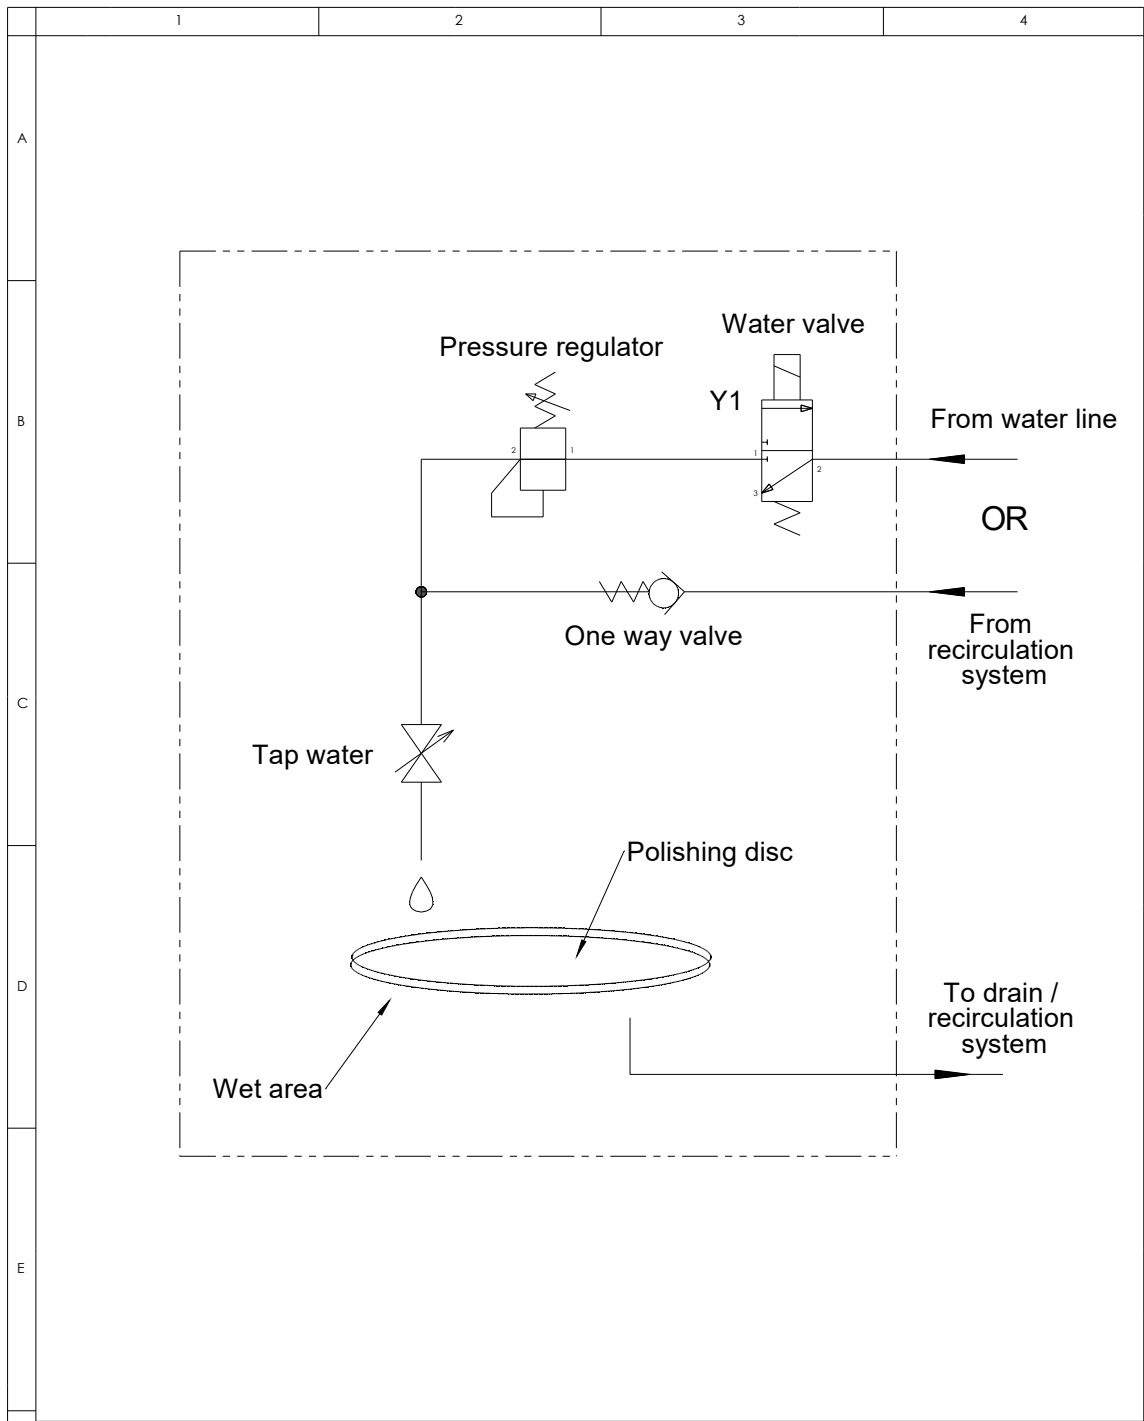 1 2 3 4
A
Water valve
Pressure regulator
Y1
B
From water line
2 1
1
2
3
OR
One way valve
From
recirculation
system
C
Tap water
Polishing disc
D
To drain /
recirculation
system
Wet area
E